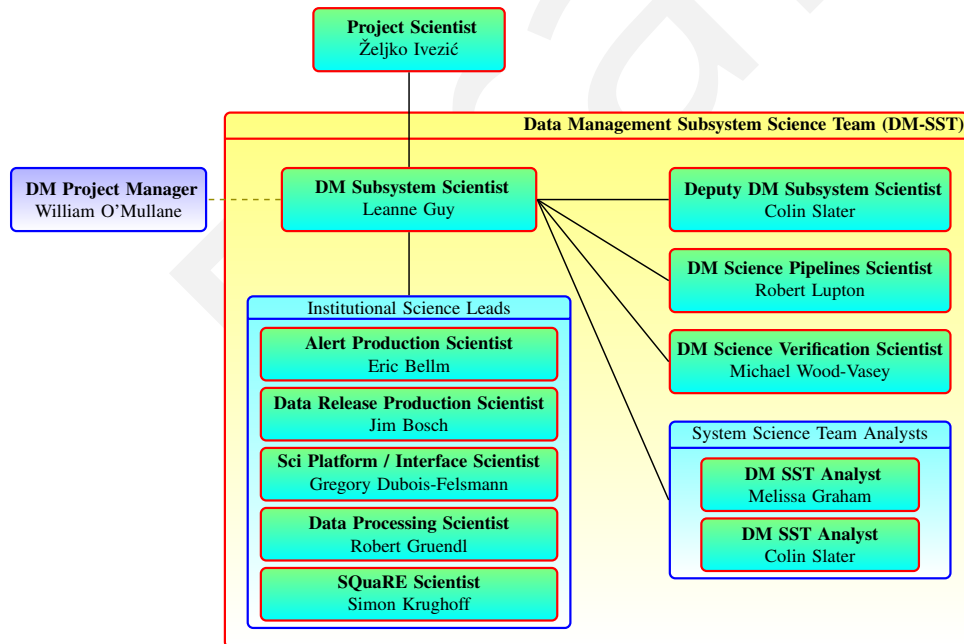 Project Scientist
Željko Ivezić
Data Management Subsystem Science Team (DM-SST)
DM Project Manager
William O’Mullane
DM Subsystem Scientist
Leanne Guy
Deputy DM Subsystem Scientist
Colin Slater
DM Science Pipelines Scientist
Robert Lupton
DM Science Verification Scientist
Michael Wood-Vasey
Institutional Science Leads
Alert Production Scientist
Eric Bellm
Data Release Production Scientist
Jim Bosch
Sci Platform / Interface Scientist
Gregory Dubois-Felsmann
Data Processing Scientist
Robert Gruendl
SQuaRE Scientist
Simon Krughoff
System Science Team Analysts
DM SST Analyst
Melissa Graham
DM SST Analyst
Colin Slater